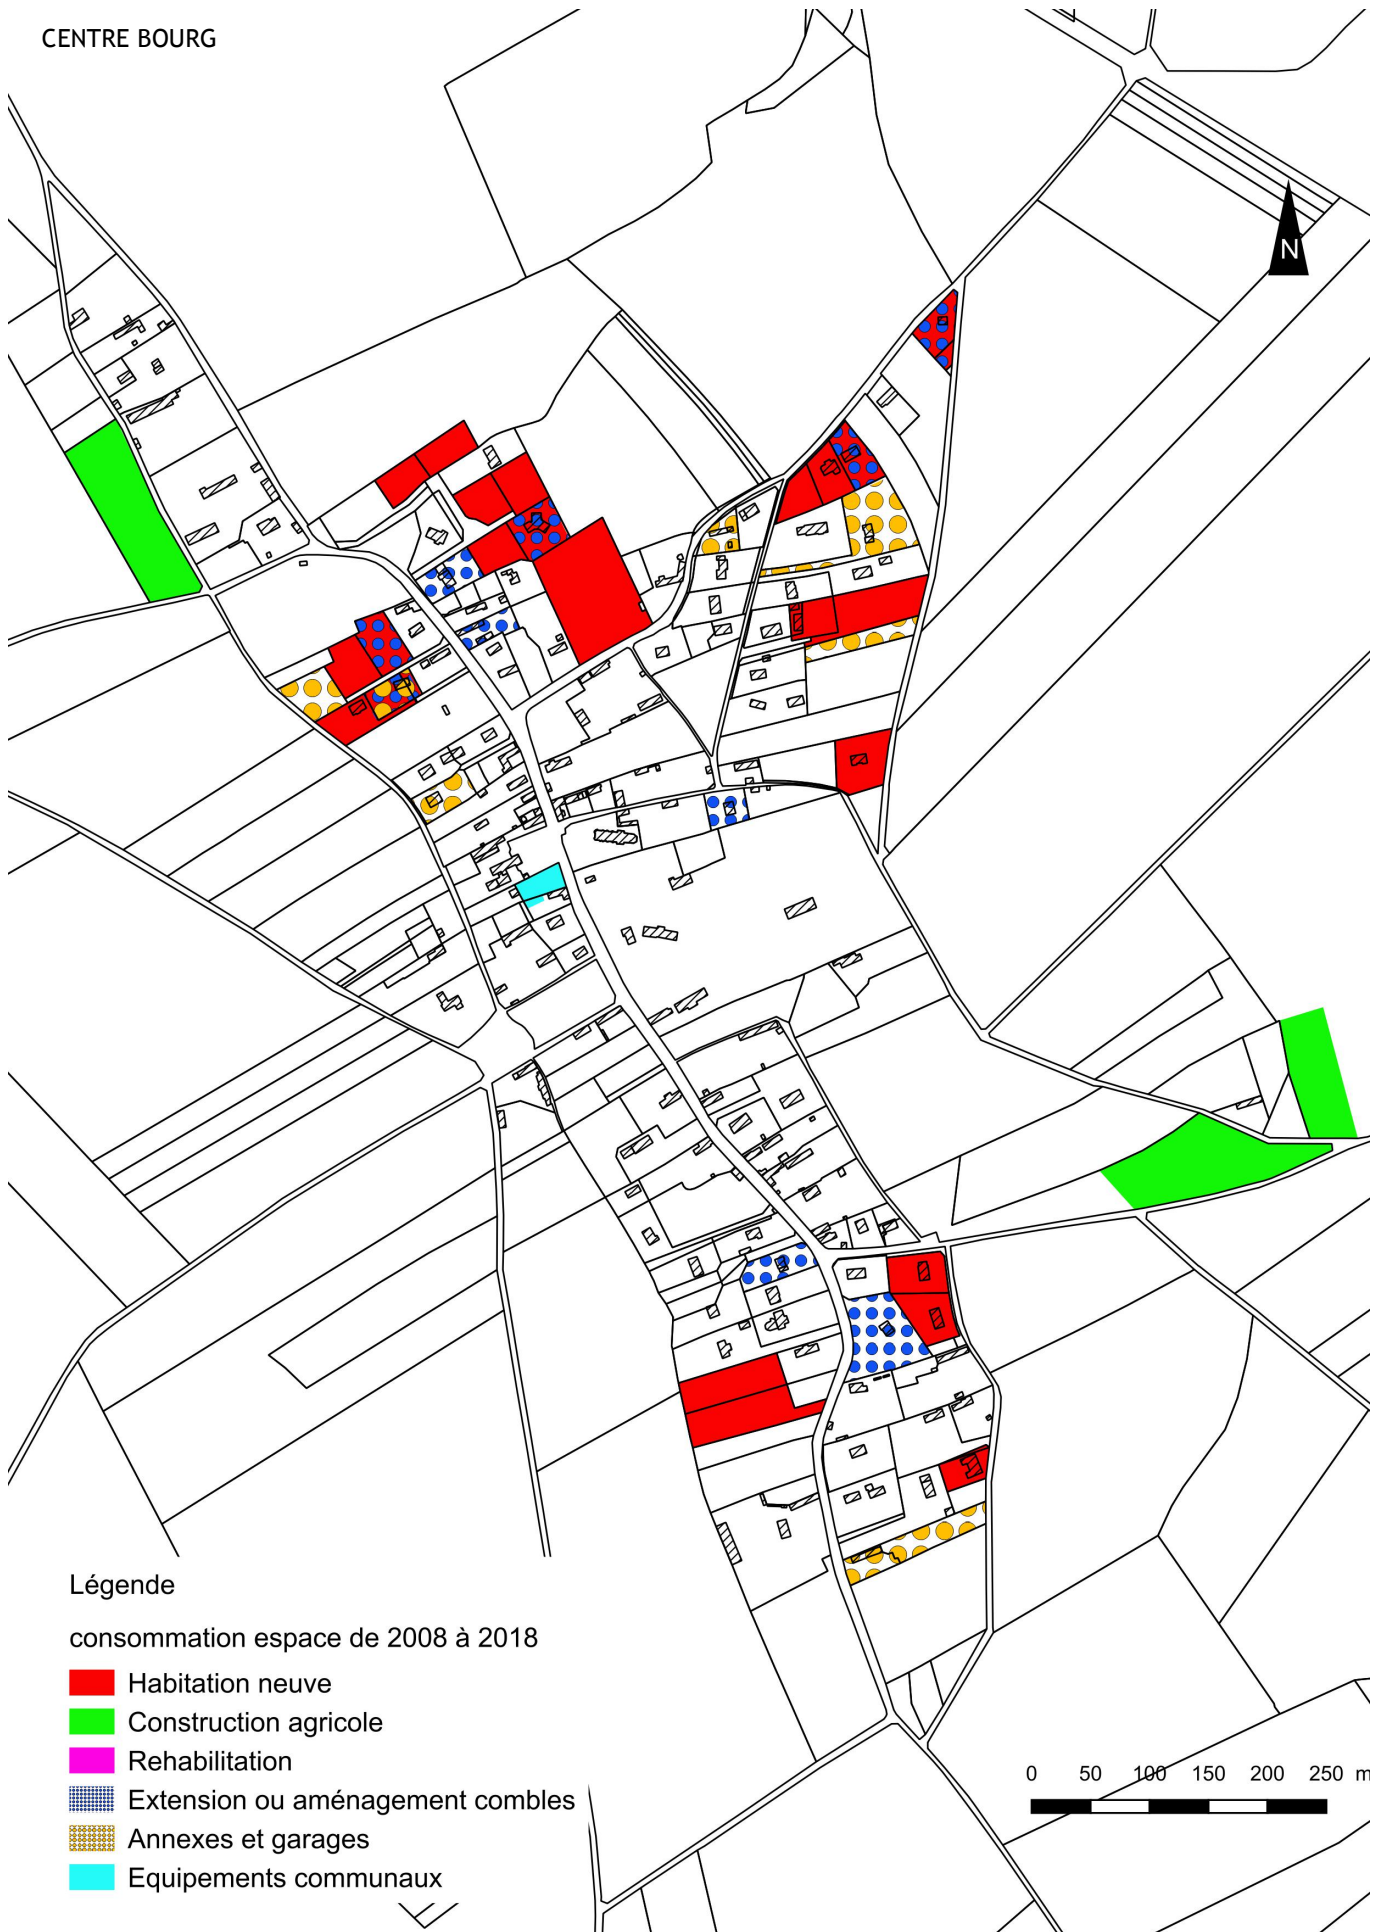 CENTRE BOURG
N
Légende
consommation espace de 2008 à 2018
Habitation neuve
Construction agricole
Rehabilitation
Extension ou aménagement combles
Annexes et garages
Equipements communaux
0 50 100 150 200 250 m